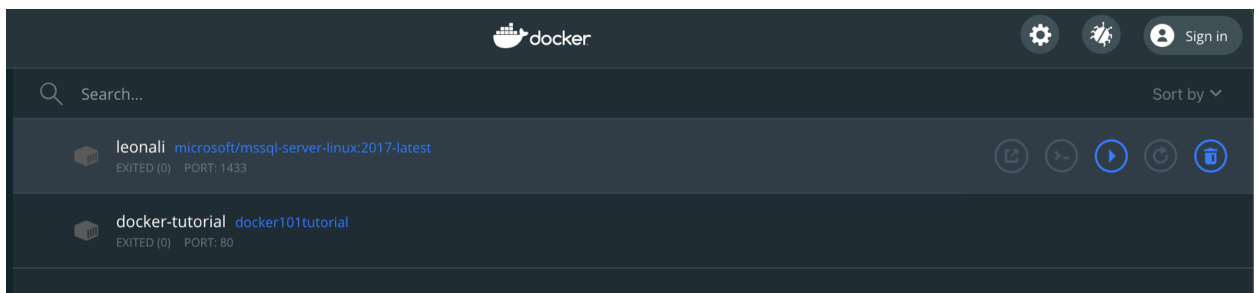 docker
Sign in
Search...
Sort by
leonali microsoft/mssql-server-linux:2017-latest
EXITED (0) PORT: 1433
docker-tutorial docker101tutorial
EXITED (0) PORT: 80